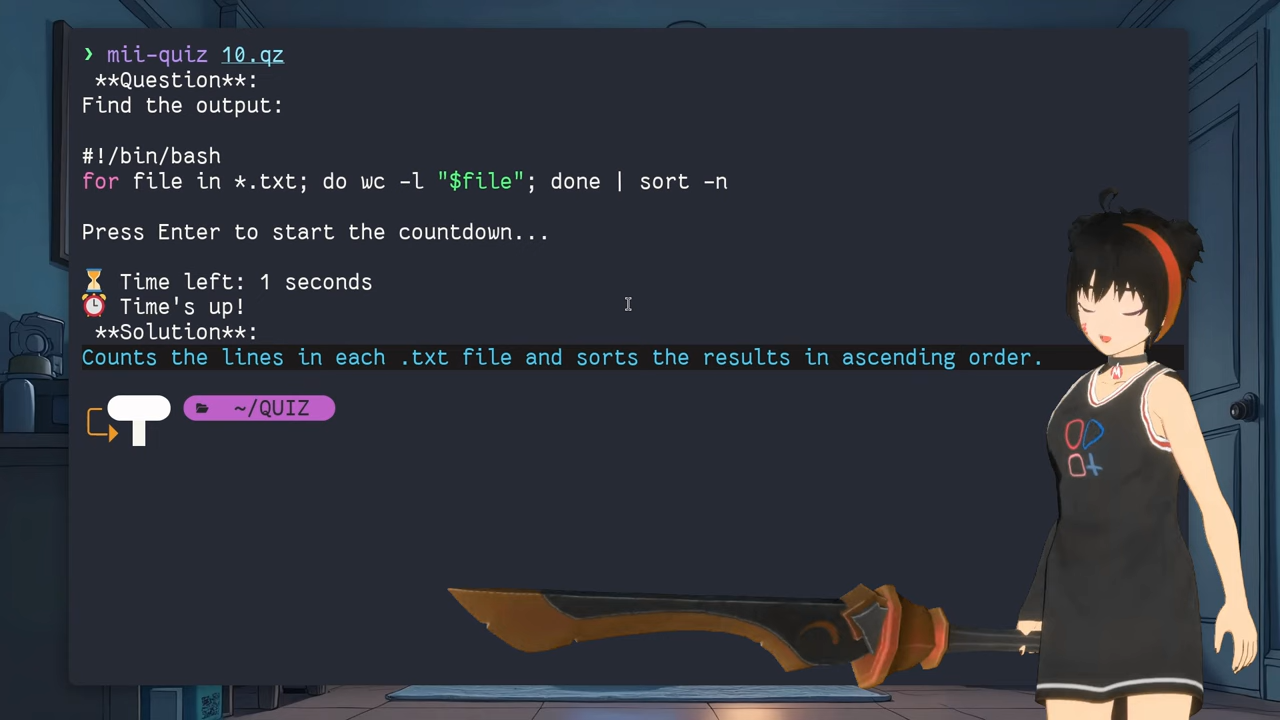 ❯ mii-quiz 10.qz
**Question**:
Find the output:
#!/bin/bash
for file in *.txt; do wc -l "$file"; done | sort -n
Press Enter to start the countdown...
⏳ Time left: 1 seconds
⏰ Time's up!
**Solution**:
Counts the lines in each .txt file and sorts the results in ascending order.
~/QUIZ